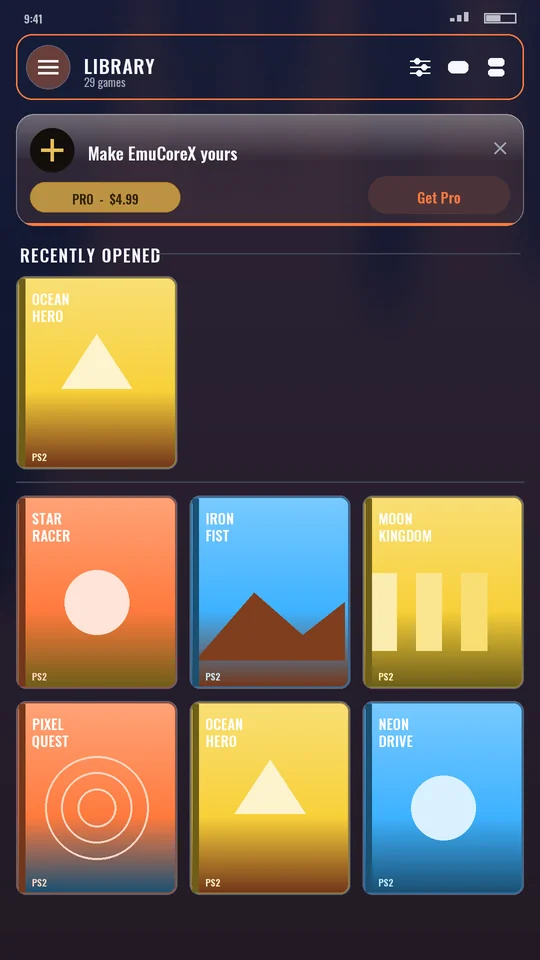 9:41
LIBRARY
29 games
Make EmuCoreX yours
PRO - $4.99
Get Pro
RECENTLY OPENED
OCEAN
HERO
PS2
STAR
RACER
PS2
IRON
FIST
PS2
MOON
KINGDOM
PS2
PIXEL
QUEST
PS2
OCEAN
HERO
PS2
NEON
DRIVE
PS2